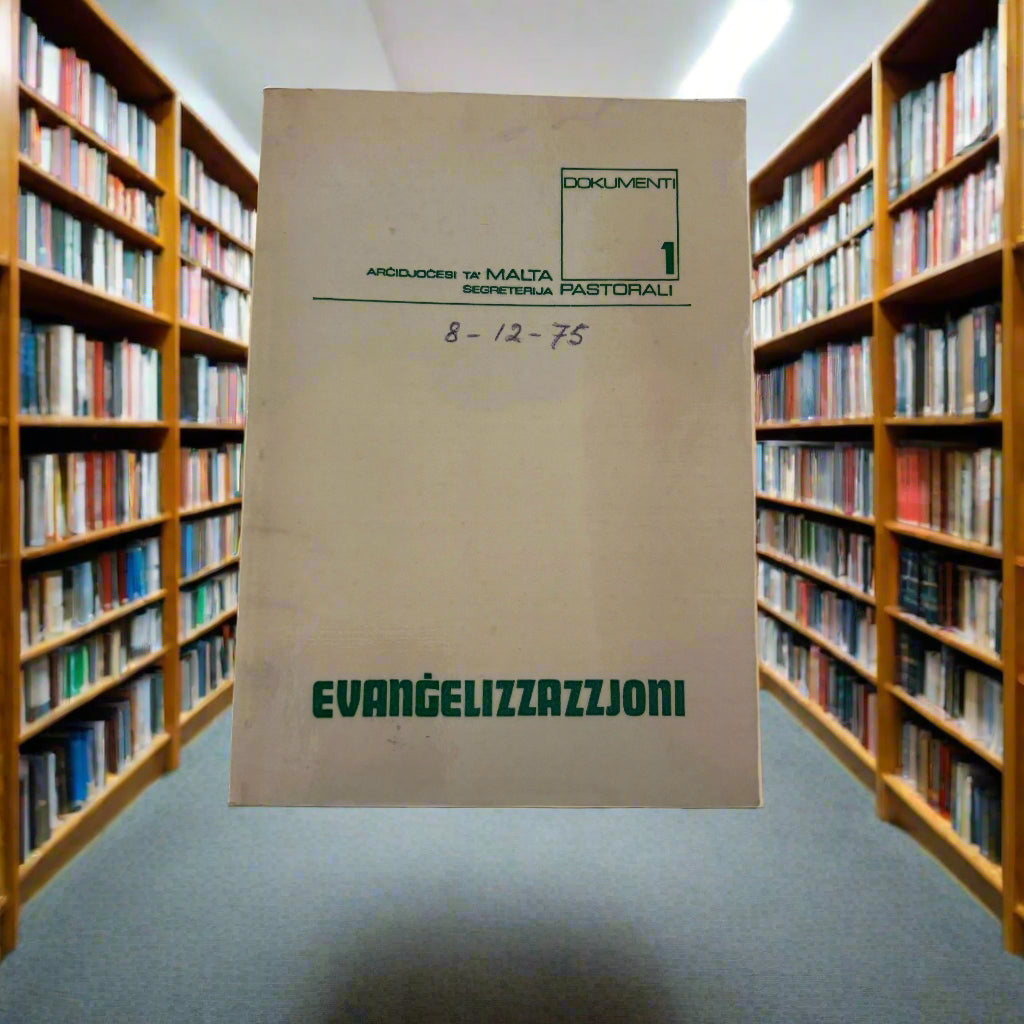 DOKUMENTI
1
ARĊIDJOĊESI TA' MALTA
SEGRETERIJA PASTORALI
8-12-75
EVANĠELIZZAZZJONI